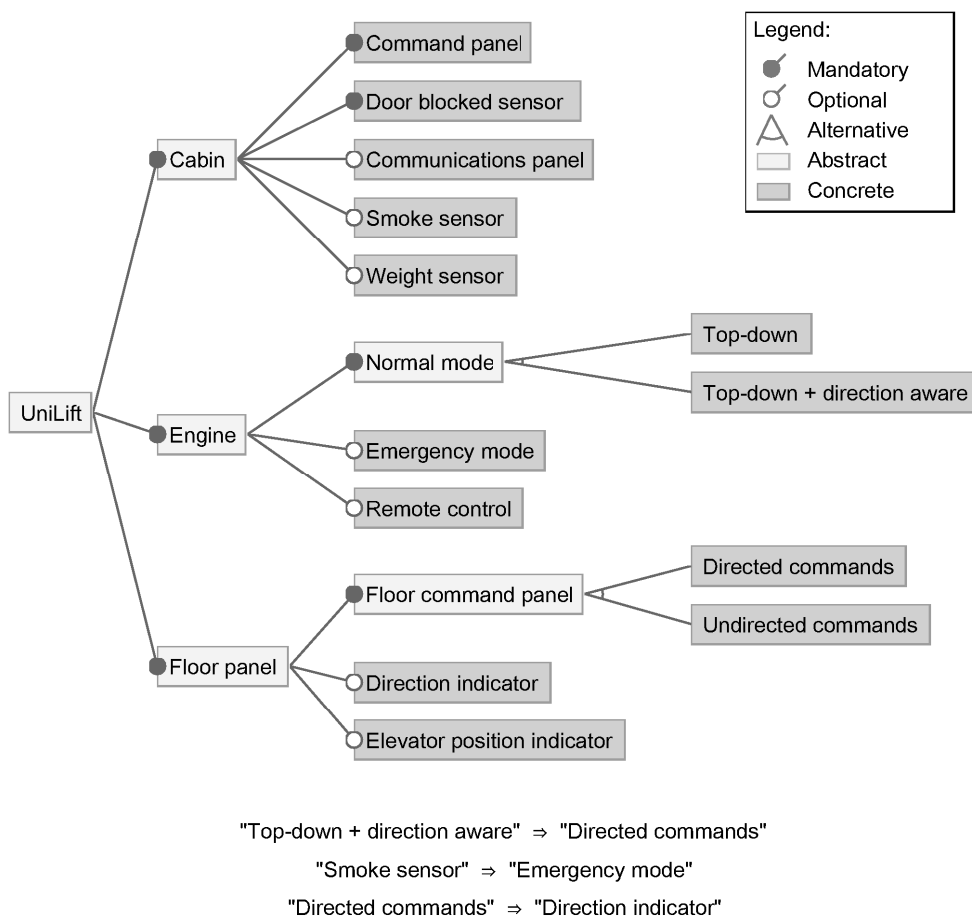 Command panel
Legend:
Mandatory
Optional
Alternative
Abstract
Concrete
Door blocked sensor
Cabin
Communications panel
Smoke sensor
Weight sensor
Normal mode
Top-down
Top-down + direction aware
UniLift
Engine
Emergency mode
Remote control
Floor command panel
Directed commands
Undirected commands
Floor panel
Direction indicator
Elevator position indicator
"Top-down + direction aware" ⇒ "Directed commands"
"Smoke sensor" ⇒ "Emergency mode"
"Directed commands" ⇒ "Direction indicator"